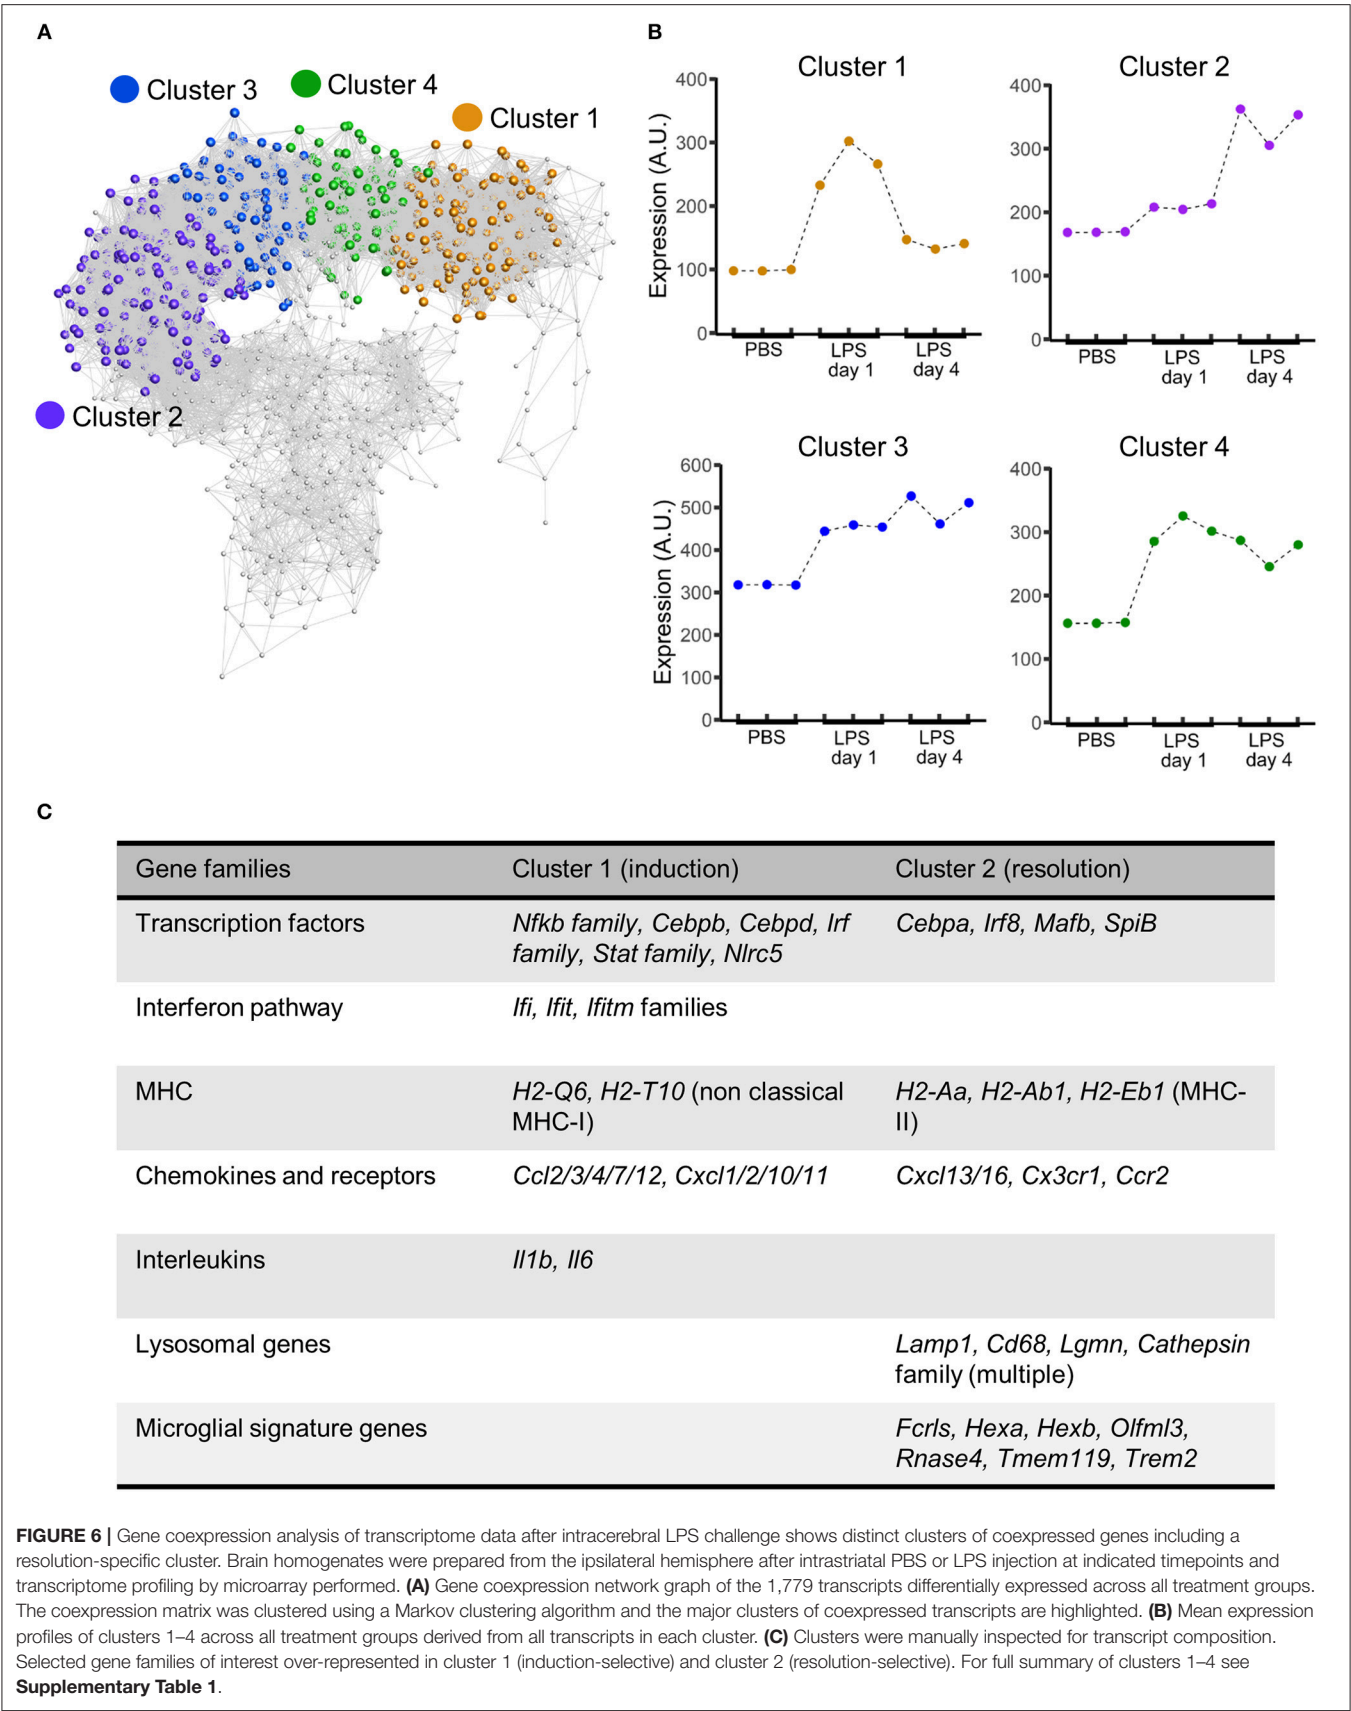 A
Cluster 3
Cluster 4
Cluster 1
Cluster 2
B
Cluster 1
Expression (A.U.)
400
300
200
100
0
PBS
LPS
day 1
LPS
day 4
Cluster 2
400
300
200
100
0
PBS
LPS
day 1
LPS
day 4
Cluster 3
Expression (A.U.)
600
500
400
300
200
100
0
PBS
LPS
day 1
LPS
day 4
Cluster 4
400
300
200
100
0
PBS
LPS
day 1
LPS
day 4
C
Gene families Cluster 1 (induction) Cluster 2 (resolution)
Transcription factors
Nfkb family, Cebpb, Cebpd, Irf
family, Stat family, Nlrc5
Cebpa, Irf8, Mafb, SpiB
Interferon pathway
Ifi, Ifit, Ifitm families
MHC
H2-Q6, H2-T10 (non classical
MHC-I)
H2-Aa, H2-Ab1, H2-Eb1 (MHC-
II)
Chemokines and receptors
Ccl2/3/4/7/12, Cxcl1/2/10/11
Cxcl13/16, Cx3cr1, Ccr2
Interleukins
Il1b, Il6
Lysosomal genes
Lamp1, Cd68, Lgmn, Cathepsin
family (multiple)
Microglial signature genes
Fcrls, Hexa, Hexb, Olfml3,
Rnase4, Tmem119, Trem2
FIGURE 6 | Gene coexpression analysis of transcriptome data after intracerebral LPS challenge shows distinct clusters of coexpressed genes including a
resolution-specific cluster. Brain homogenates were prepared from the ipsilateral hemisphere after intrastriatal PBS or LPS injection at indicated timepoints and
transcriptome profiling by microarray performed. (A) Gene coexpression network graph of the 1,779 transcripts differentially expressed across all treatment groups.
The coexpression matrix was clustered using a Markov clustering algorithm and the major clusters of coexpressed transcripts are highlighted. (B) Mean expression
profiles of clusters 1–4 across all treatment groups derived from all transcripts in each cluster. (C) Clusters were manually inspected for transcript composition.
Selected gene families of interest over-represented in cluster 1 (induction-selective) and cluster 2 (resolution-selective). For full summary of clusters 1–4 see
Supplementary Table 1.